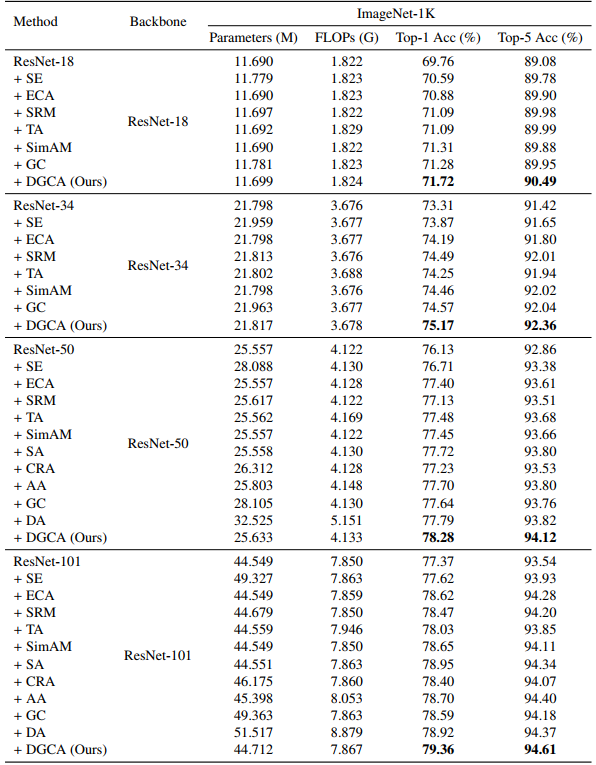 Method Backbone ImageNet-1K
Parameters (M) FLOPs (G) Top-1 Acc (%) Top-5 Acc (%)
ResNet-18 11.690 1.822 69.76 89.08
+ SE 11.779 1.823 70.59 89.78
+ ECA 11.690 1.823 70.88 89.90
+ SRM 11.697 1.822 71.09 89.98
+ TA ResNet-18 11.692 1.829 71.09 89.99
+ SimAM 11.690 1.822 71.31 89.88
+ GC 11.781 1.823 71.28 89.95
+ DGCA (Ours) 11.699 1.824 71.72 90.49
ResNet-34 21.798 3.676 73.31 91.42
+ SE 21.959 3.677 73.87 91.65
+ ECA 21.798 3.677 74.19 91.80
+ SRM 21.813 3.676 74.49 92.01
+ TA ResNet-34 21.802 3.688 74.25 91.94
+ SimAM 21.798 3.676 74.46 92.02
+ GC 21.963 3.677 74.57 92.04
+ DGCA (Ours) 21.817 3.678 75.17 92.36
ResNet-50 25.557 4.122 76.13 92.86
+ SE 28.088 4.130 76.71 93.38
+ ECA 25.557 4.128 77.40 93.61
+ SRM 25.617 4.122 77.13 93.51
+ TA 25.562 4.169 77.48 93.68
+ SimAM ResNet-50 25.557 4.122 77.45 93.66
+ SA 25.558 4.130 77.72 93.80
+ CRA 26.312 4.128 77.23 93.53
+ AA 25.803 4.148 77.70 93.80
+ GC 28.105 4.130 77.64 93.76
+ DA 32.525 5.151 77.79 93.82
+ DGCA (Ours) 25.633 4.133 78.28 94.12
ResNet-101 44.549 7.850 77.37 93.54
+ SE 49.327 7.863 77.62 93.93
+ ECA 44.549 7.859 78.62 94.28
+ SRM 44.679 7.850 78.47 94.20
+ TA 44.559 7.946 78.03 93.85
+ SimAM ResNet-101 44.549 7.850 78.65 94.11
+ SA 44.551 7.863 78.95 94.34
+ CRA 46.175 7.860 78.40 94.07
+ AA 45.398 8.053 78.70 94.40
+ GC 49.363 7.863 78.59 94.18
+ DA 51.517 8.879 78.92 94.37
+ DGCA (Ours) 44.712 7.867 79.36 94.61